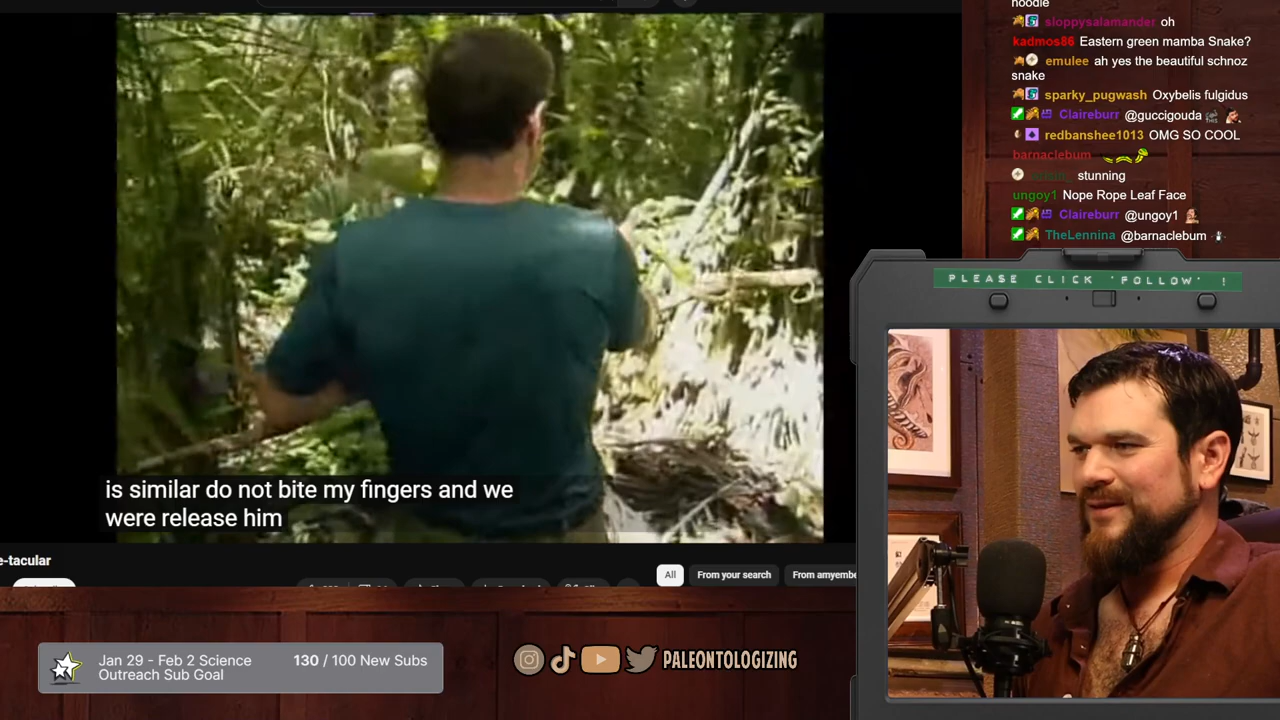 noodle
sloppysalamander oh
kadmos86 Eastern green mamba Snake?
emulee ah yes the beautiful schnoz
snake
sparky_pugwash Oxybelis fulgidus
Claireburr @guccigouda
redbanshee1013 OMG SO COOL
barnaclebum
stunning
ungoy1 Nope Rope Leaf Face
Claireburr @ungoy1
TheLennina @barnaclebum
PLEASE CLICK 'FOLLOW' !
is similar do not bite my fingers and we
were release him
e-tacular
All
From your search
From amyembe
Jan 29 - Feb 2 Science
Outreach Sub Goal
130 / 100 New Subs
PALEONTOLOGIZING